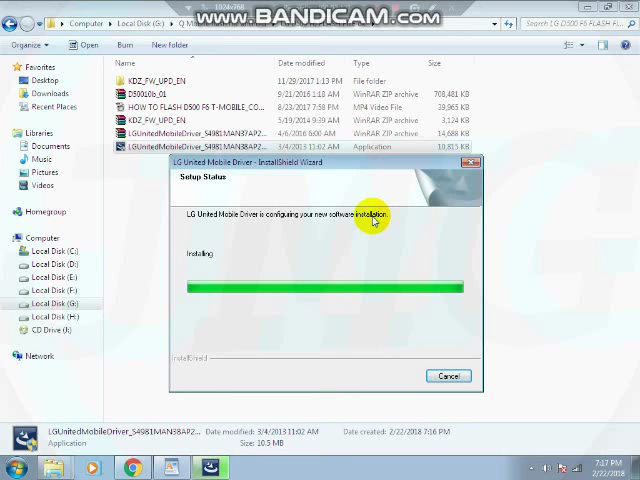 1024x768
www.BANDICAM.com
Computer
Local Disk (G:)
Search LG D500 F6 FLASH FI...
Organize
Open
Burn
New folder
Favorites
Desktop
Downloads
Recent Places
Libraries
Documents
Music
Pictures
Videos
Homegroup
Computer
Local Disk (C:)
Local Disk (D:)
Local Disk (E:)
Local Disk (F:)
Local Disk (G:)
Local Disk (H:)
CD Drive (J:)
Network
Name Date modified Type Size
KDZ_FW_UPD_EN 11/29/2017 1:13 PM File folder
D50010b_01 9/21/2016 1:18 AM WinRAR ZIP archive 708,481 KB
HOW TO FLASH D500 F6 T-MOBILE_CO... 8/23/2017 7:58 PM MP4 Video File 39,965 KB
KDZ_FW_UPD_EN 5/19/2014 9:39 AM WinRAR ZIP archive 3,124 KB
LGUnitedMobileDriver_S4981MAN37AP2... 4/6/2016 6:00 AM WinRAR ZIP archive 14,688 KB
LGUnitedMobileDriver_S4981MAN38AP2... 3/4/2013 11:02 AM Application 10,815 KB
LG United Mobile Driver - InstallShield Wizard
Setup Status
LG United Mobile Driver is configuring your new software installation.
Installing
InstallShield
Cancel
LGUnitedMobileDriver_S4981MAN38AP2... Date modified: 3/4/2013 11:02 AM Date created: 2/22/2018 7:16 PM
Application Size: 10.5 MB
7:17 PM
2/22/2018